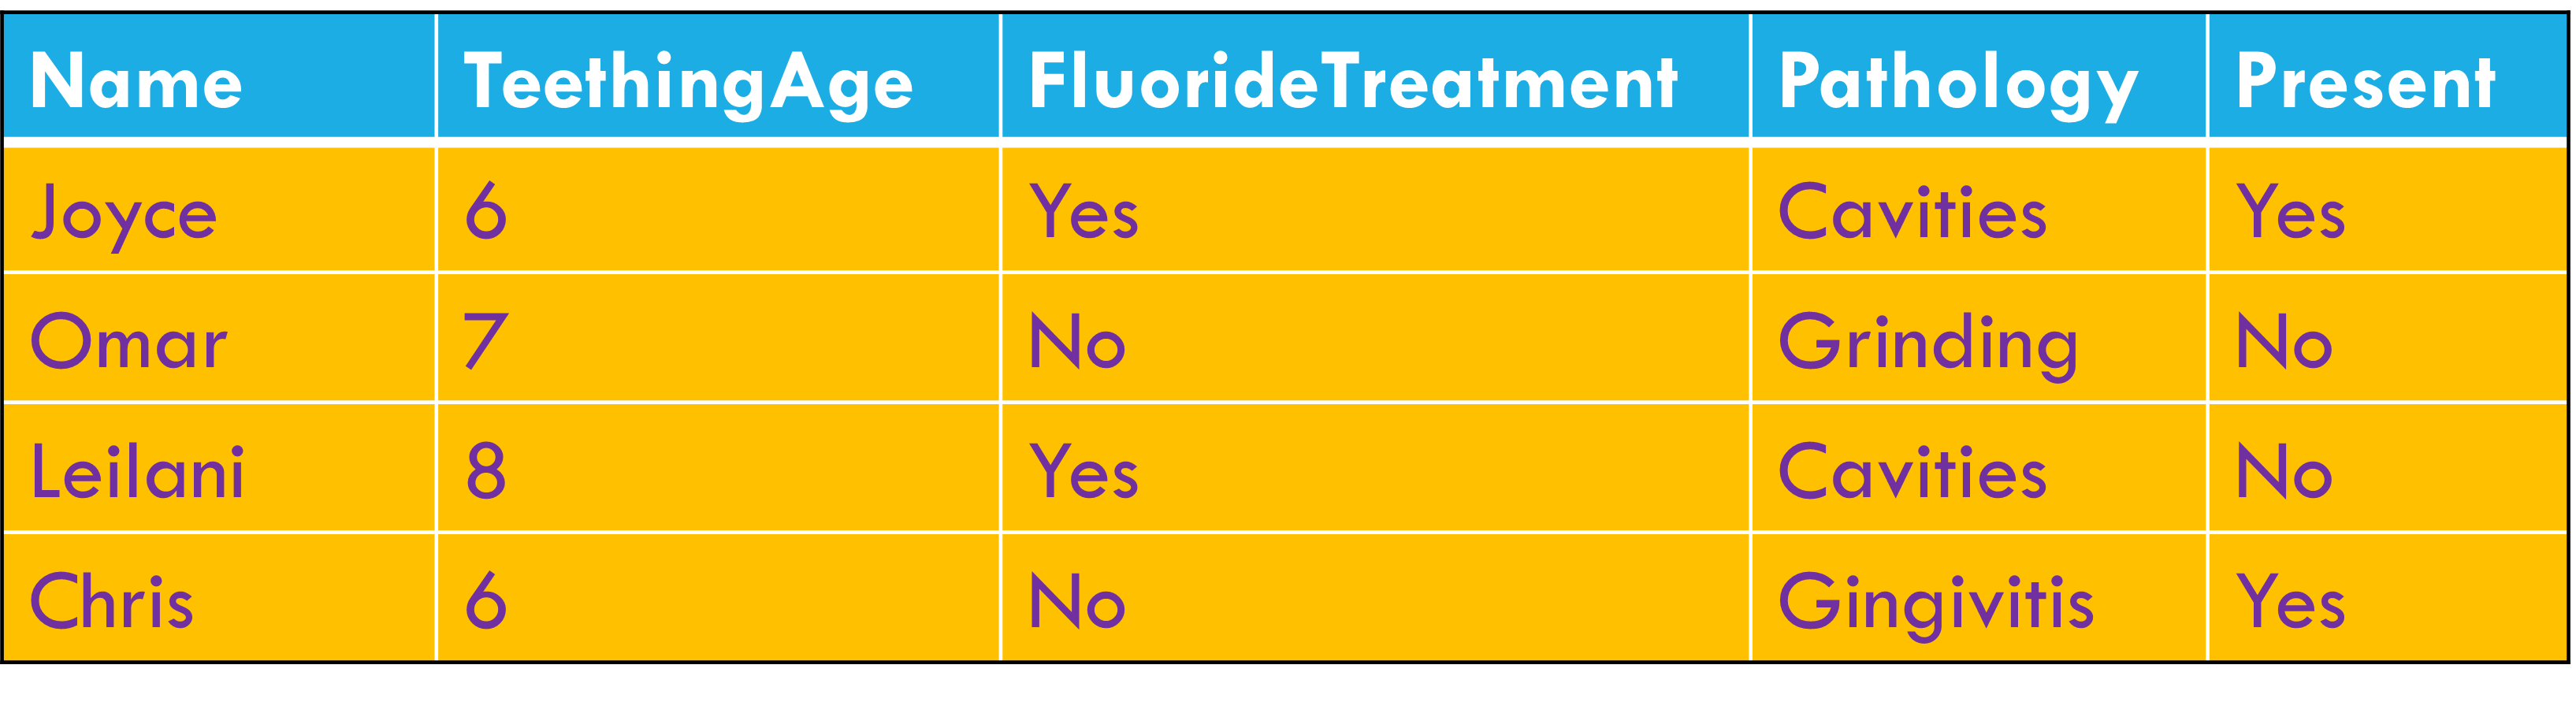 Name TeethingAge FluorideTreatment Pathology Present
Joyce 6 Yes Cavities Yes
Omar 7 No Grinding No
Leilani 8 Yes Cavities No
Chris 6 No Gingivitis Yes